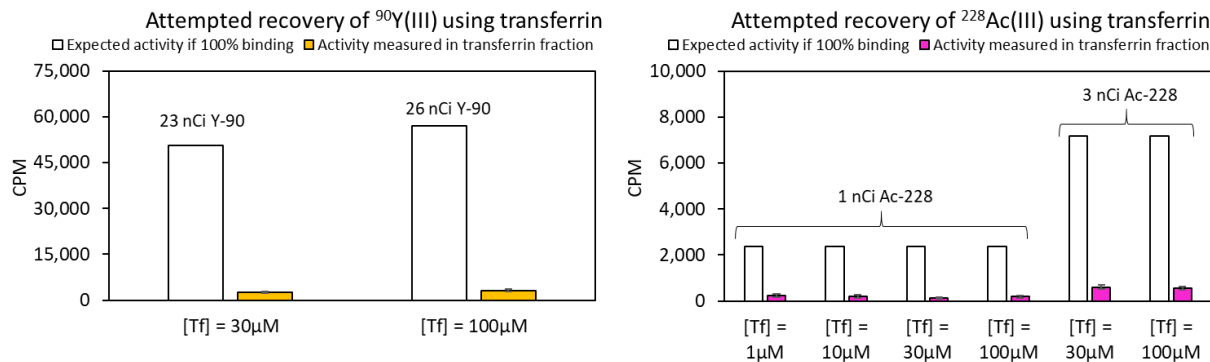 Attempted recovery of ⁹⁰Y(III) using transferrin
Expected activity if 100% binding Activity measured in transferrin fraction
75,000
60,000
45,000
30,000
15,000
0
CPM
23 nCi Y-90
26 nCi Y-90
[Tf] = 30μM
[Tf] = 100μM
Attempted recovery of ²²⁸Ac(III) using transferrin
Expected activity if 100% binding Activity measured in transferrin fraction
10,000
8,000
6,000
4,000
2,000
0
CPM
3 nCi Ac-228
1 nCi Ac-228
[Tf] = [Tf] = [Tf] = [Tf] = [Tf] = [Tf] =
1μM 10μM 30μM 100μM 30μM 100μM